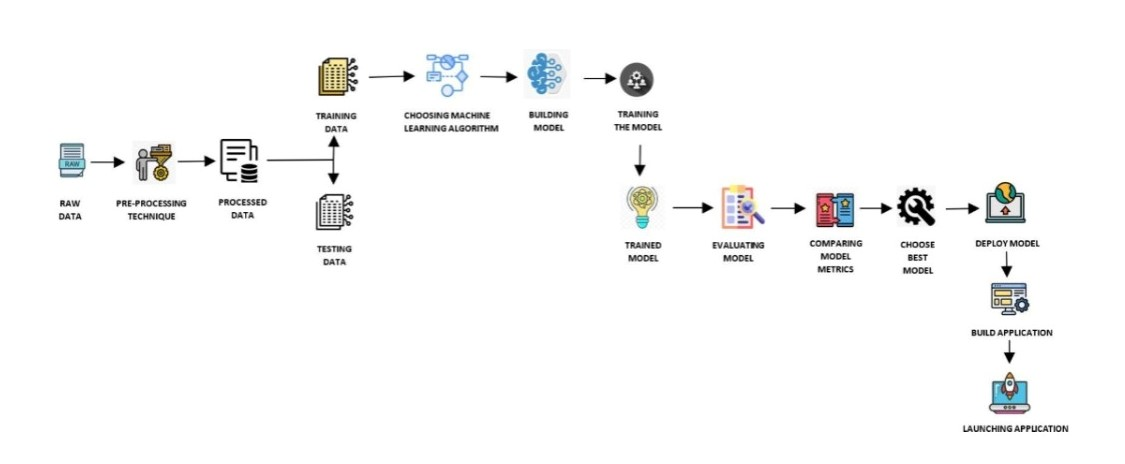 TRAINING
DATA
CHOOSING MACHINE
LEARNING ALGORITHM
BUILDING
MODEL
TRAINING
THE MODEL
RAW
RAW
DATA
PRE-PROCESSING
TECHNIQUE
PROCESSED
DATA
TESTING
DATA
TRAINED
MODEL
EVALUATING
MODEL
COMPARING
MODEL
METRICS
CHOOSE
BEST
MODEL
DEPLOY MODEL
BUILD APPLICATION
LAUNCHING APPLICATION